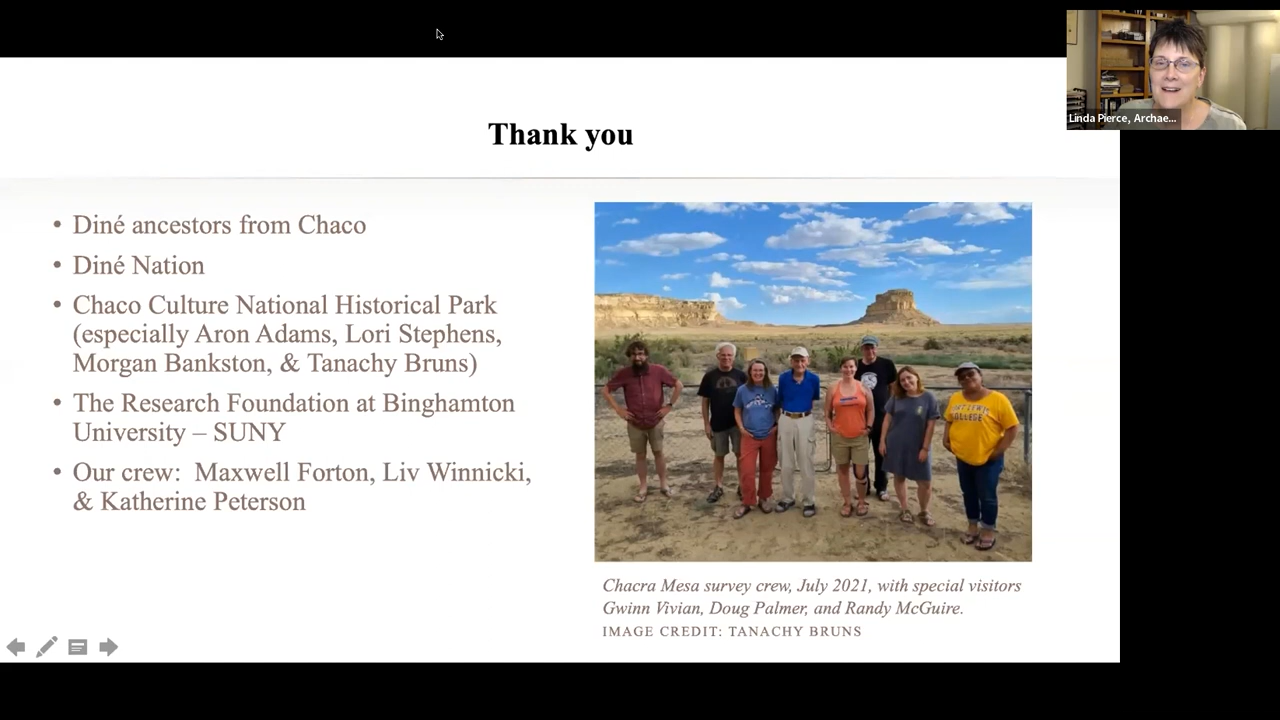 Linda Pierce, Archae...
Thank you
• Diné ancestors from Chaco
• Diné Nation
• Chaco Culture National Historical Park
(especially Aron Adams, Lori Stephens,
Morgan Bankston, & Tanachy Bruns)
• The Research Foundation at Binghamton
University – SUNY
• Our crew:  Maxwell Forton, Liv Winnicki,
& Katherine Peterson
FORT LEWIS
COLLEGE
Chacra Mesa survey crew, July 2021, with special visitors
Gwinn Vivian, Doug Palmer, and Randy McGuire.
IMAGE CREDIT: TANACHY BRUNS